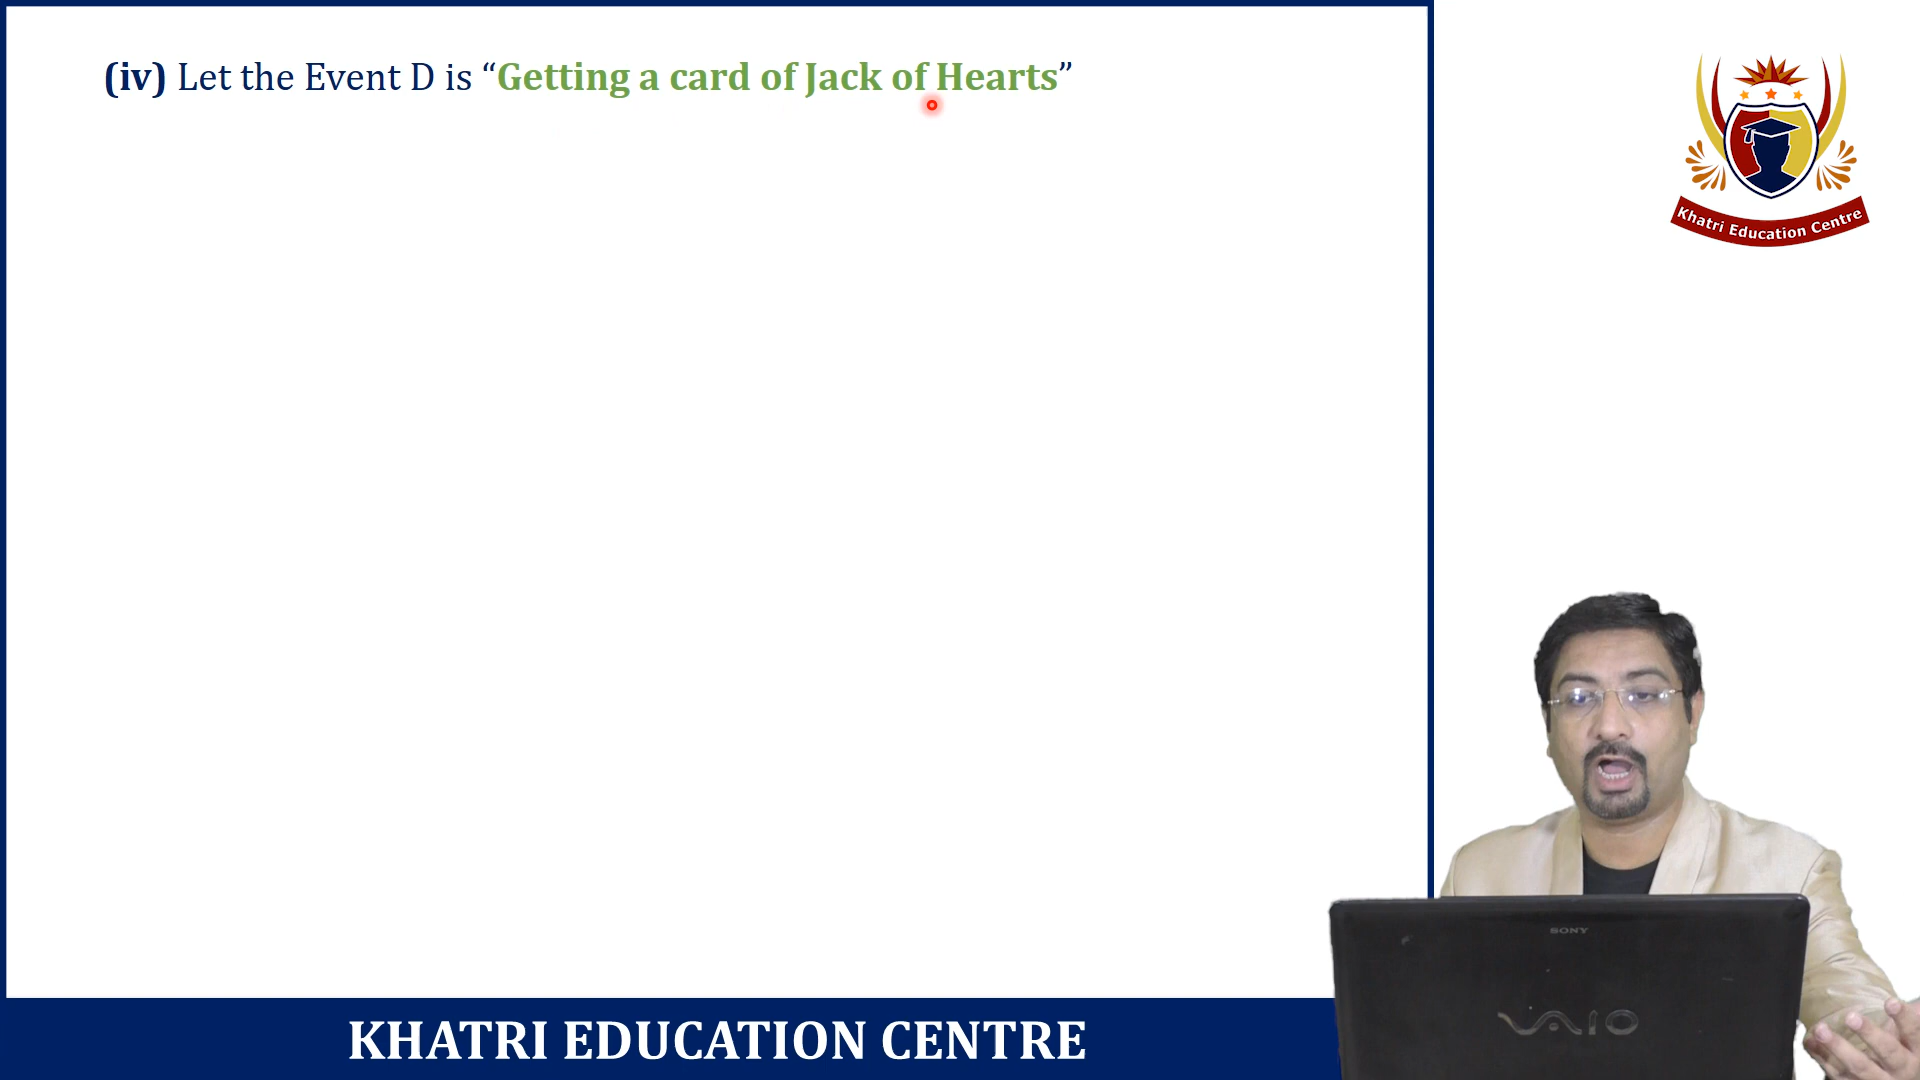 (iv) Let the Event D is “Getting a card of Jack of Hearts”
Khatri Education Centre
SONY
VAIO
KHATRI EDUCATION CENTRE